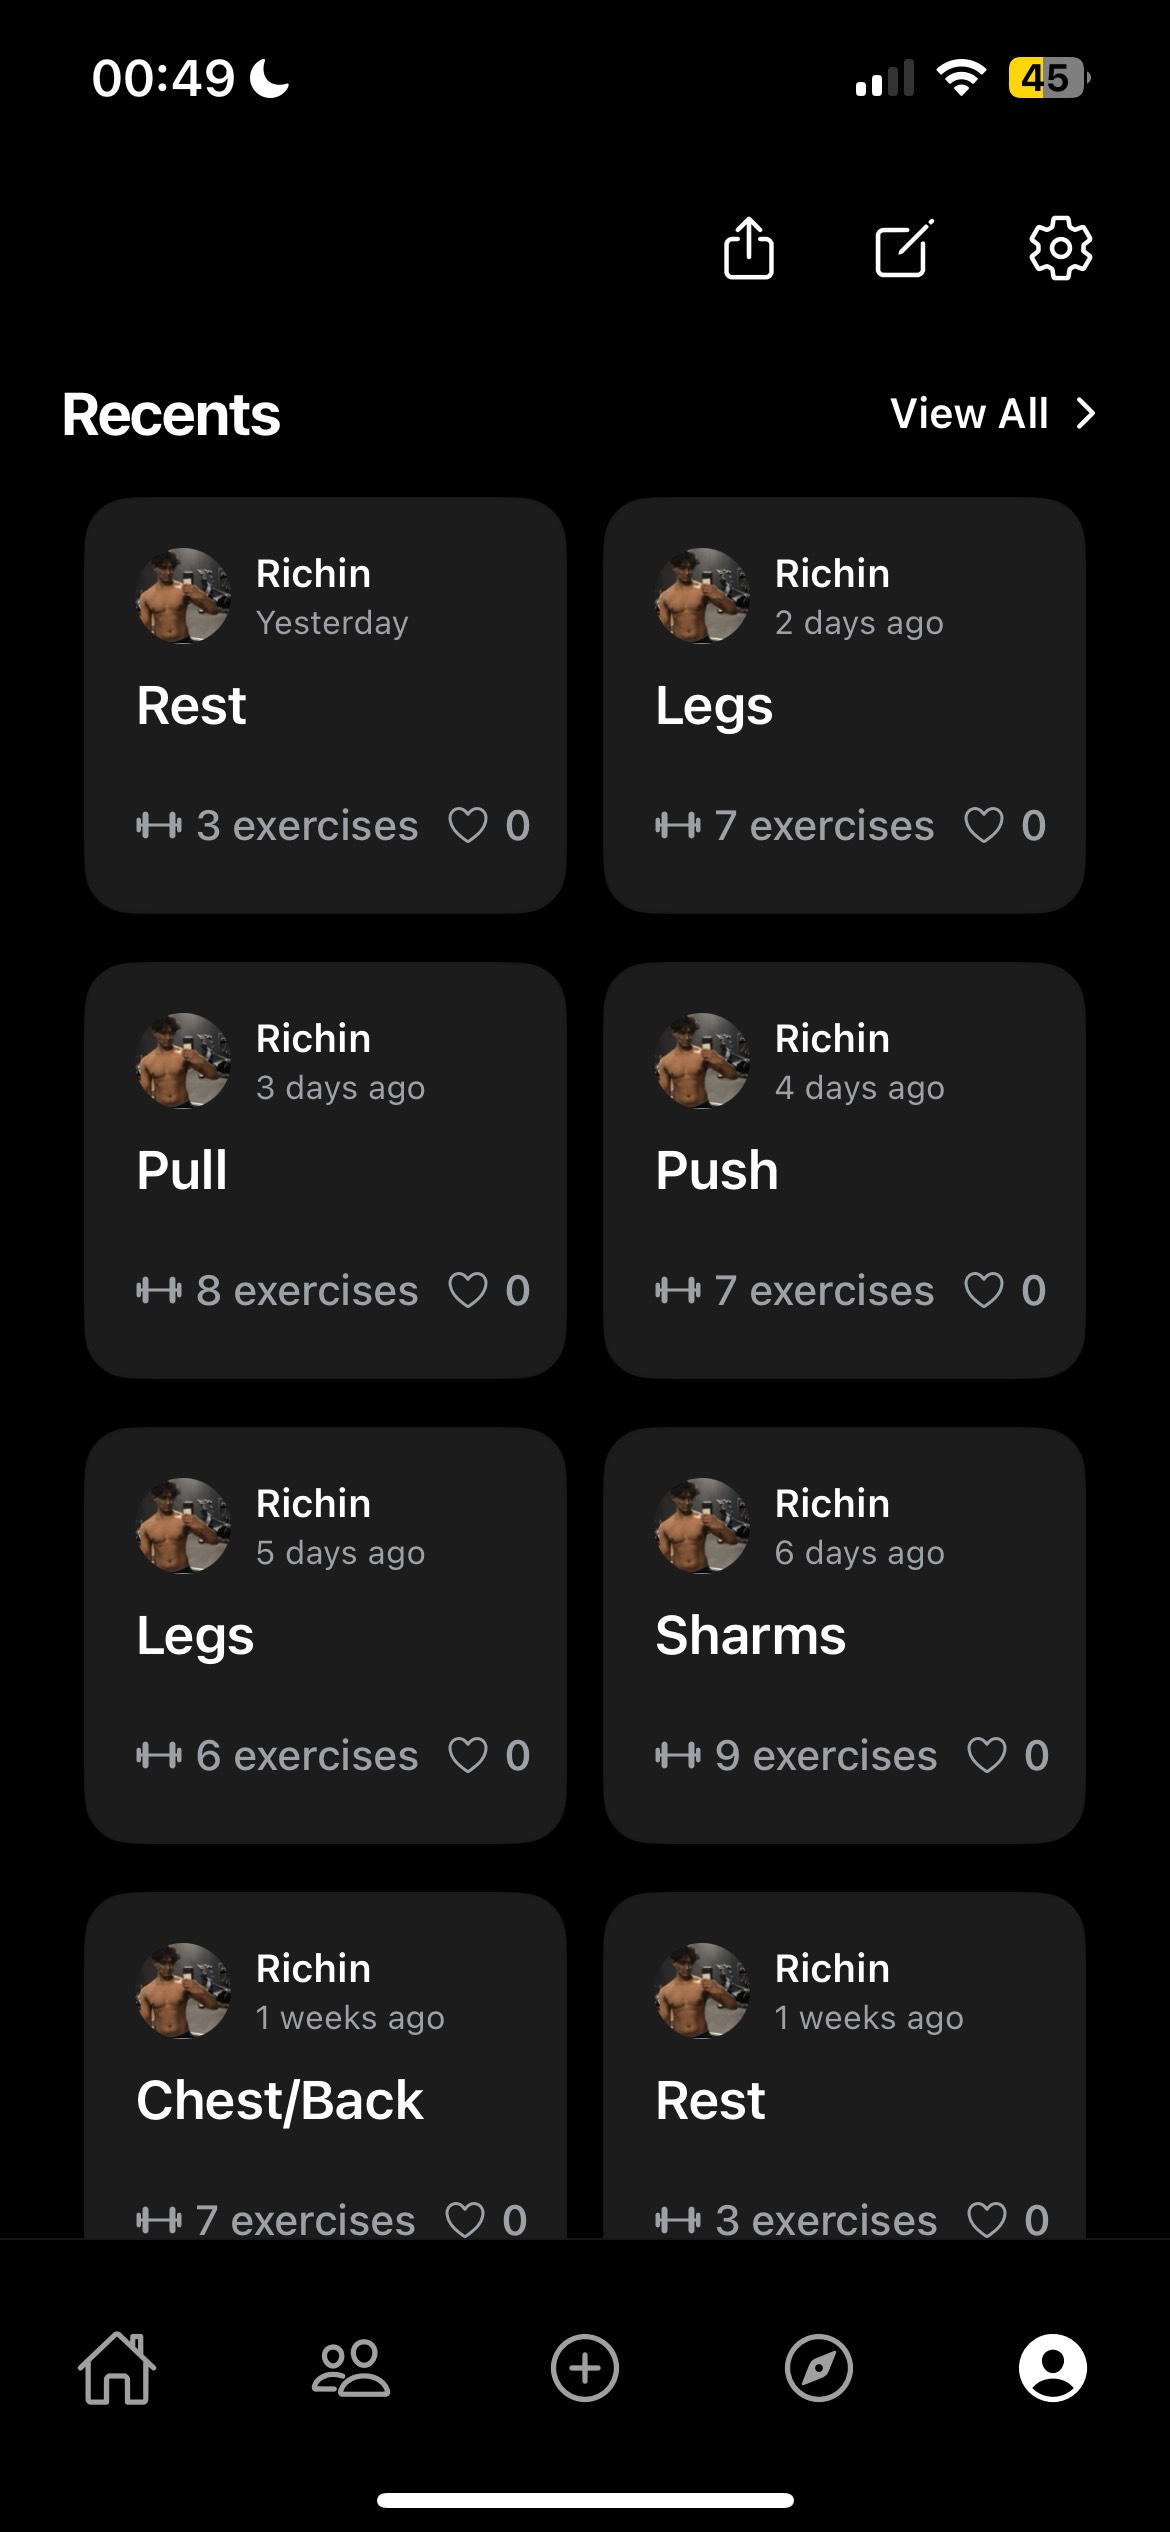 00:49
45
Recents
View All
Richin
Yesterday
Rest
3 exercises 0
Richin
2 days ago
Legs
7 exercises 0
Richin
3 days ago
Pull
8 exercises 0
Richin
4 days ago
Push
7 exercises 0
Richin
5 days ago
Legs
6 exercises 0
Richin
6 days ago
Sharms
9 exercises 0
Richin
1 weeks ago
Chest/Back
7 exercises 0
Richin
1 weeks ago
Rest
3 exercises 0